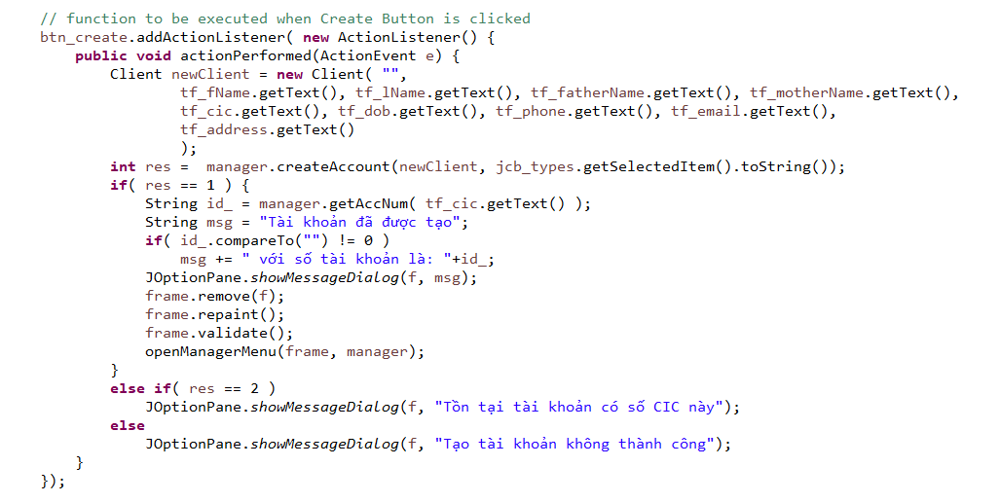 // function to be executed when Create Button is clicked
btn_create.addActionListener( new ActionListener() {
public void actionPerformed(ActionEvent e) {
Client newClient = new Client( "",
tf_fName.getText(), tf_lName.getText(), tf_fatherName.getText(), tf_motherName.getText(),
tf_cic.getText(), tf_dob.getText(), tf_phone.getText(), tf_email.getText(),
tf_address.getText()
);
int res =  manager.createAccount(newClient, jcb_types.getSelectedItem().toString());
if( res == 1 ) {
String id_ = manager.getAccNum( tf_cic.getText() );
String msg = "Tài khoản đã được tạo";
if( id_.compareTo("") != 0 )
msg += " với số tài khoản là: "+id_;
JOptionPane.showMessageDialog(f, msg);
frame.remove(f);
frame.repaint();
frame.validate();
openManagerMenu(frame, manager);
}
else if( res == 2 )
JOptionPane.showMessageDialog(f, "Tồn tại tài khoản có số CIC này");
else
JOptionPane.showMessageDialog(f, "Tạo tài khoản không thành công");
}
});